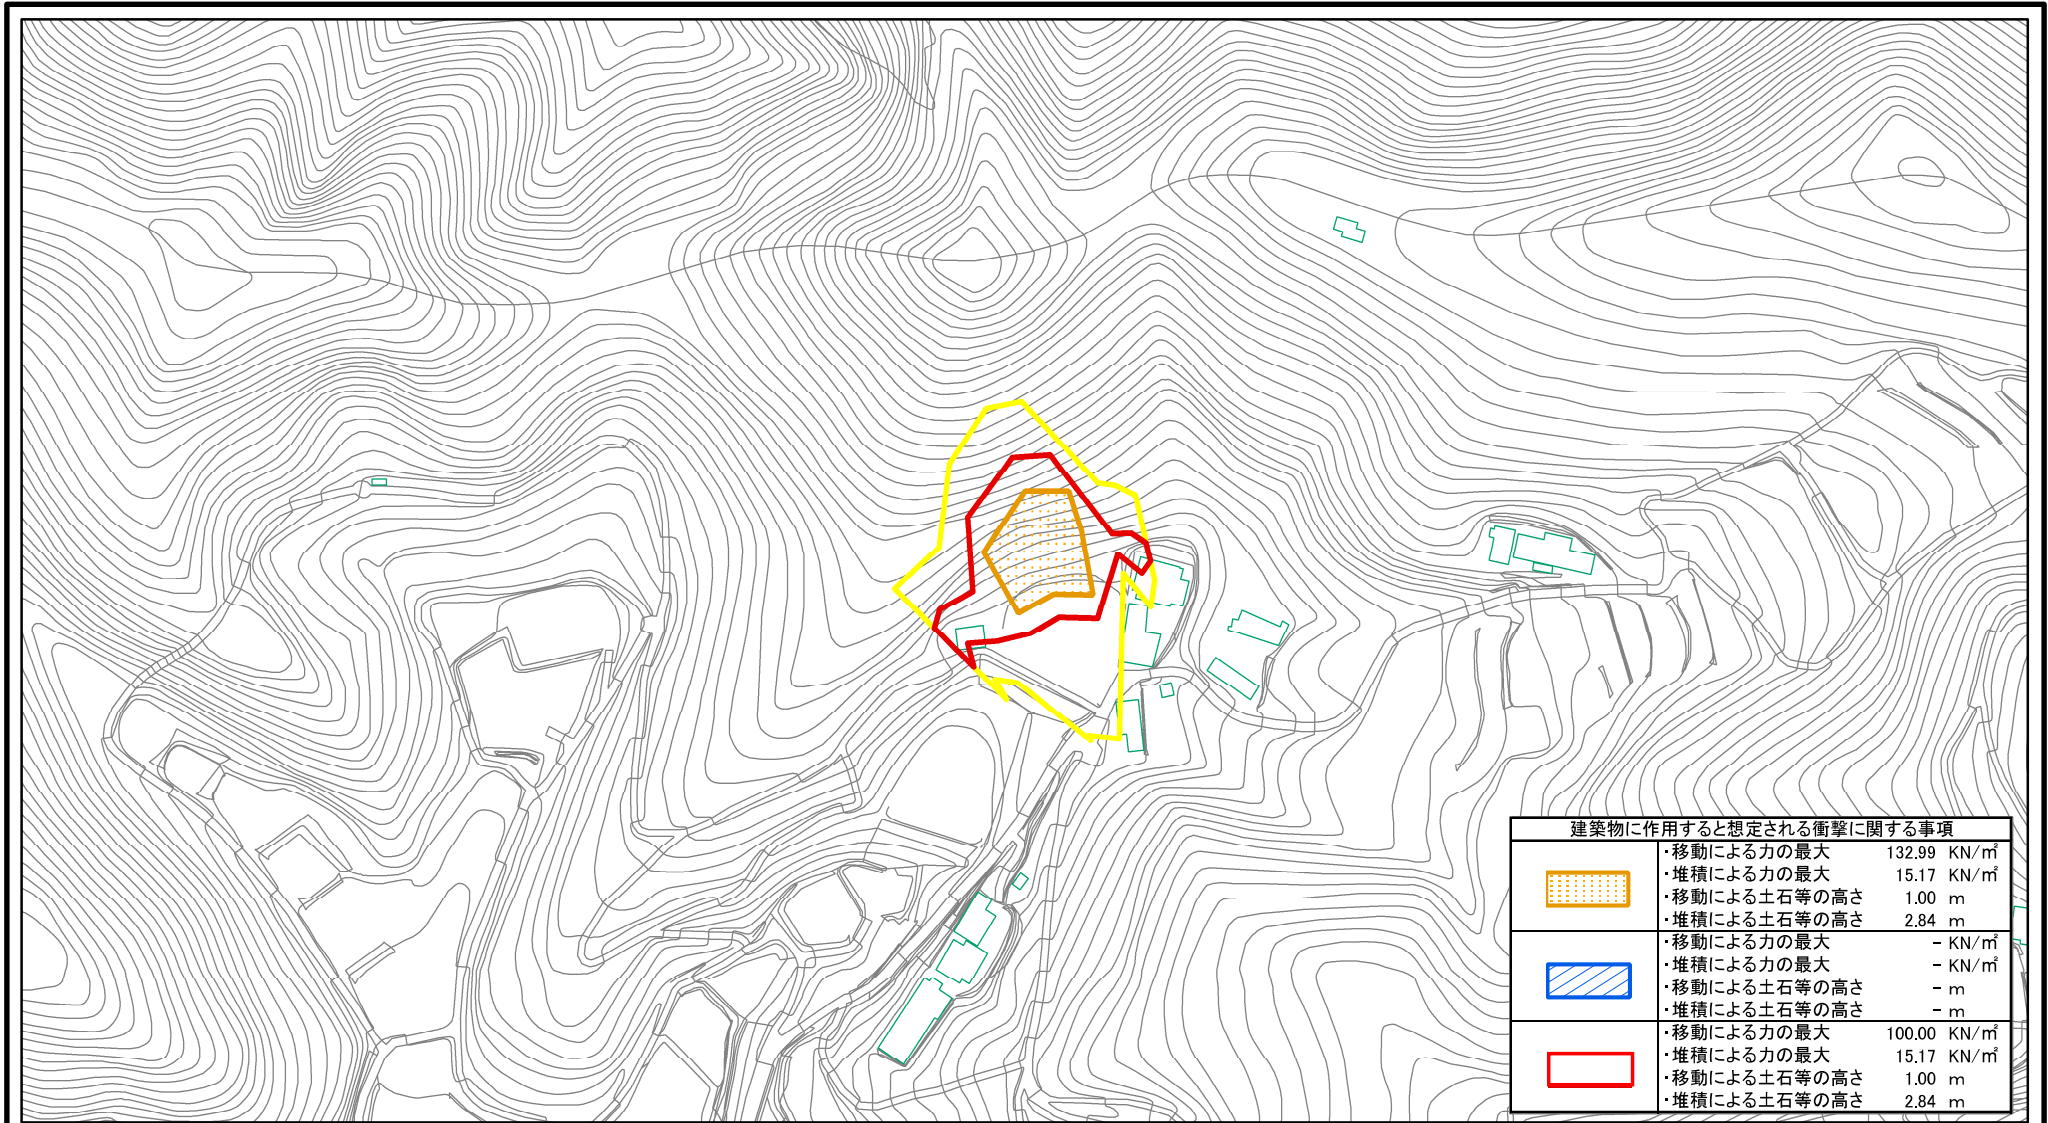 建築物に作用すると想定される衝撃に関する事項
・移動による力の最大 132.99 KN/㎡
・堆積による力の最大 15.17 KN/㎡
・移動による土石等の高さ 1.00 m
・堆積による土石等の高さ 2.84 m
・移動による力の最大 - KN/㎡
・堆積による力の最大 - KN/㎡
・移動による土石等の高さ - m
・堆積による土石等の高さ - m
・移動による力の最大 100.00 KN/㎡
・堆積による力の最大 15.17 KN/㎡
・移動による土石等の高さ 1.00 m
・堆積による土石等の高さ 2.84 m